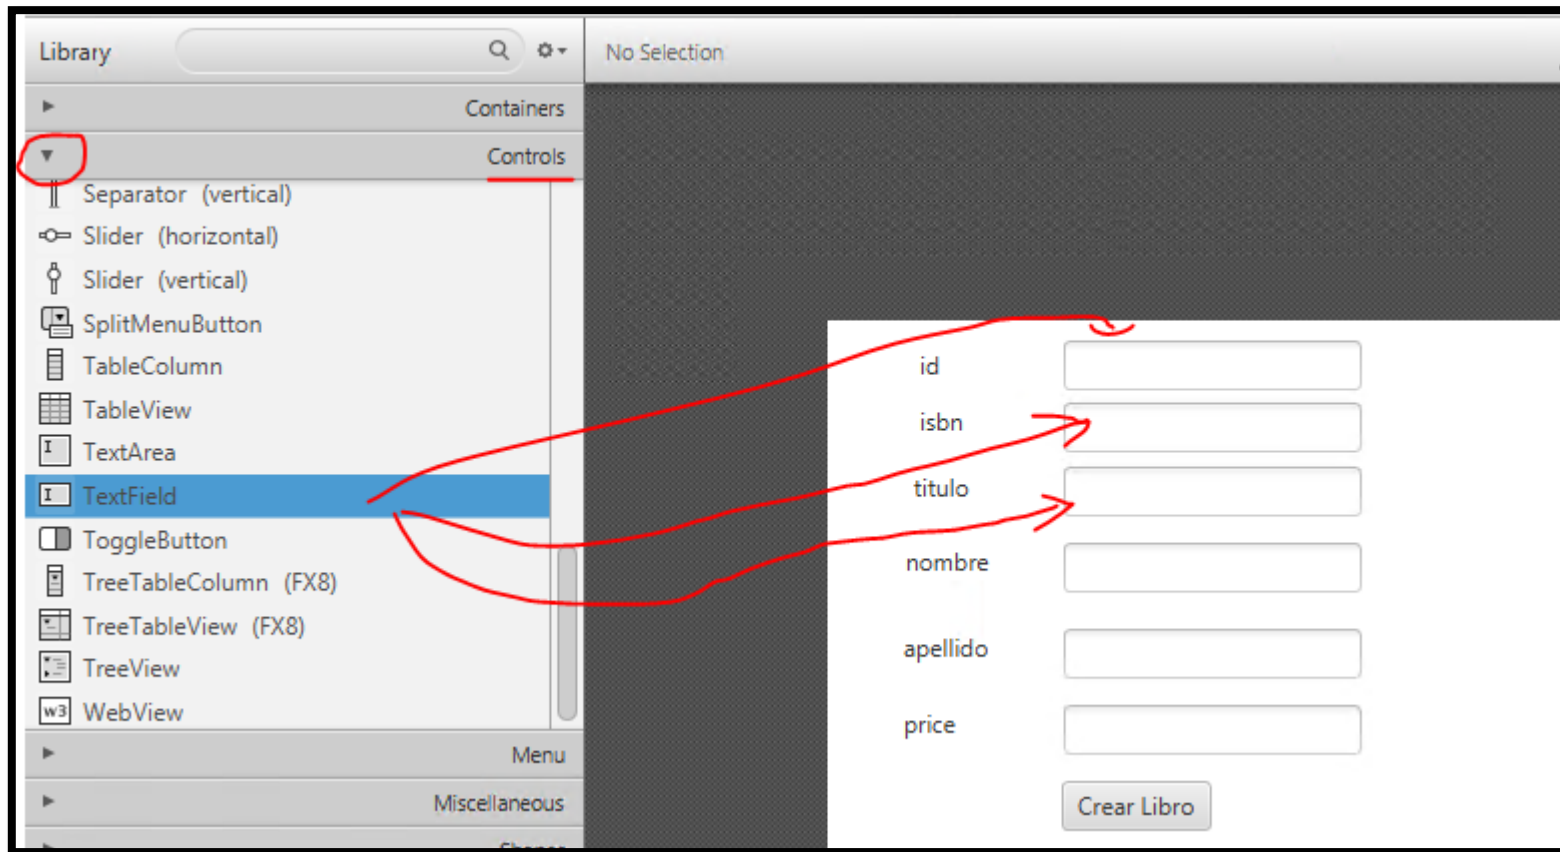 Library
No Selection
Containers
Controls
Separator (vertical)
Slider (horizontal)
Slider (vertical)
SplitMenuButton
TableColumn
TableView
TextArea
TextField
ToggleButton
TreeTableColumn (FX8)
TreeTableView (FX8)
TreeView
w3 WebView
Menu
Miscellaneous
id
isbn
titulo
nombre
apellido
price
Crear Libro